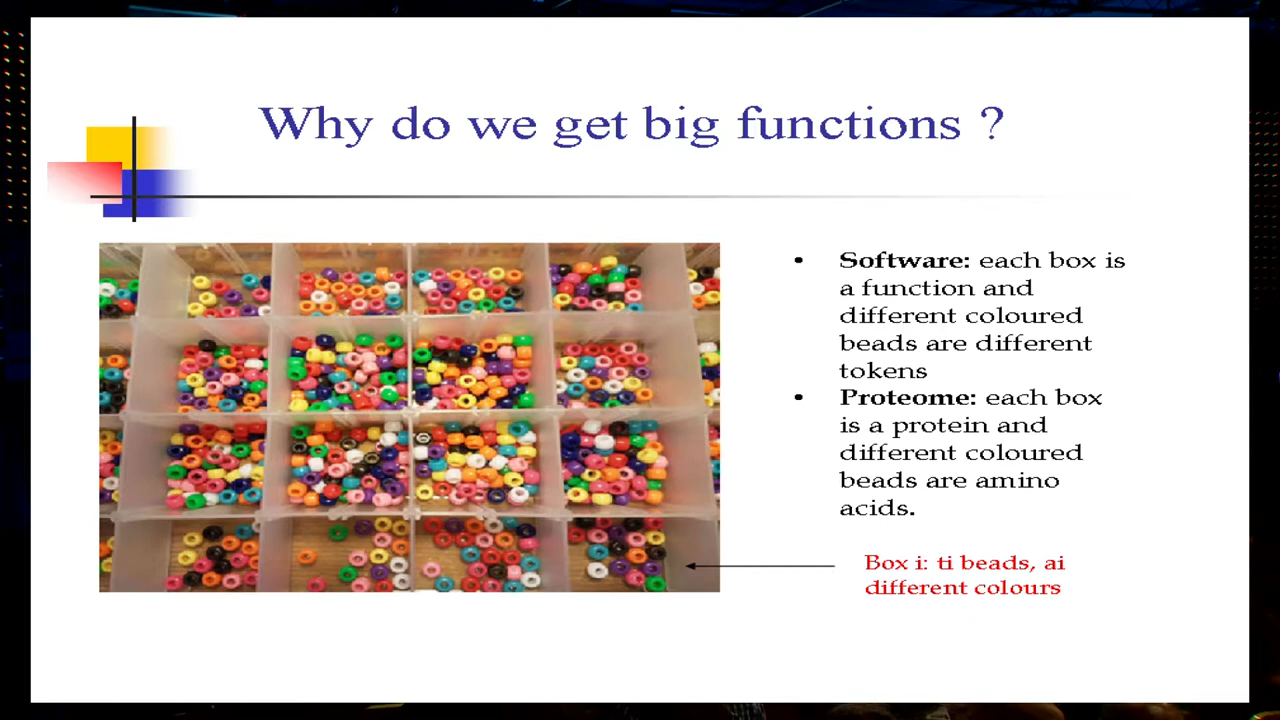 Why do we get big functions ?
• Software: each box is
a function and
different coloured
beads are different
tokens
• Proteome: each box
is a protein and
different coloured
beads are amino
acids.
Box i: ti beads, ai
different colours